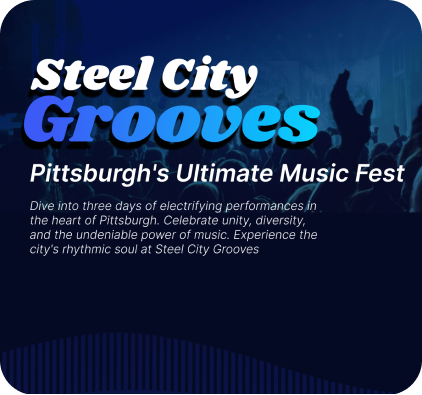 Steel City
Grooves
Pittsburgh's Ultimate Music Fest
Dive into three days of electrifying performances in
the heart of Pittsburgh. Celebrate unity, diversity,
and the undeniable power of music. Experience the
city's rhythmic soul at Steel City Grooves